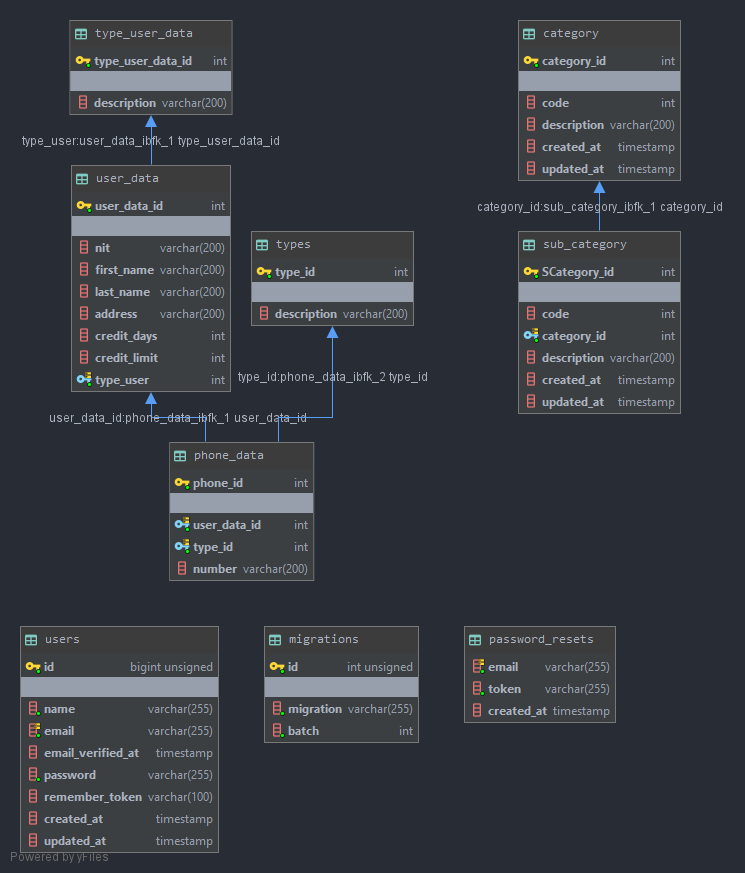 type_user_data
type_user_data_id int
description varchar(200)
type_user:user_data_ibfk_1 type_user_data_id
user_data
user_data_id int
nit varchar(200)
first_name varchar(200)
last_name varchar(200)
address varchar(200)
credit_days int
credit_limit int
type_user int
types
type_id int
description varchar(200)
type_id:phone_data_ibfk_2 type_id
user_data_id:phone_data_ibfk_1 user_data_id
phone_data
phone_id int
user_data_id int
type_id int
number varchar(200)
category
category_id int
code int
description varchar(200)
created_at timestamp
updated_at timestamp
category_id:sub_category_ibfk_1 category_id
sub_category
SCategory_id int
code int
category_id int
description varchar(200)
created_at timestamp
updated_at timestamp
users
id bigint unsigned
name varchar(255)
email varchar(255)
email_verified_at timestamp
password varchar(255)
remember_token varchar(100)
created_at timestamp
updated_at timestamp
migrations
id int unsigned
migration varchar(255)
batch int
password_resets
email varchar(255)
token varchar(255)
created_at timestamp
Powered by yFiles